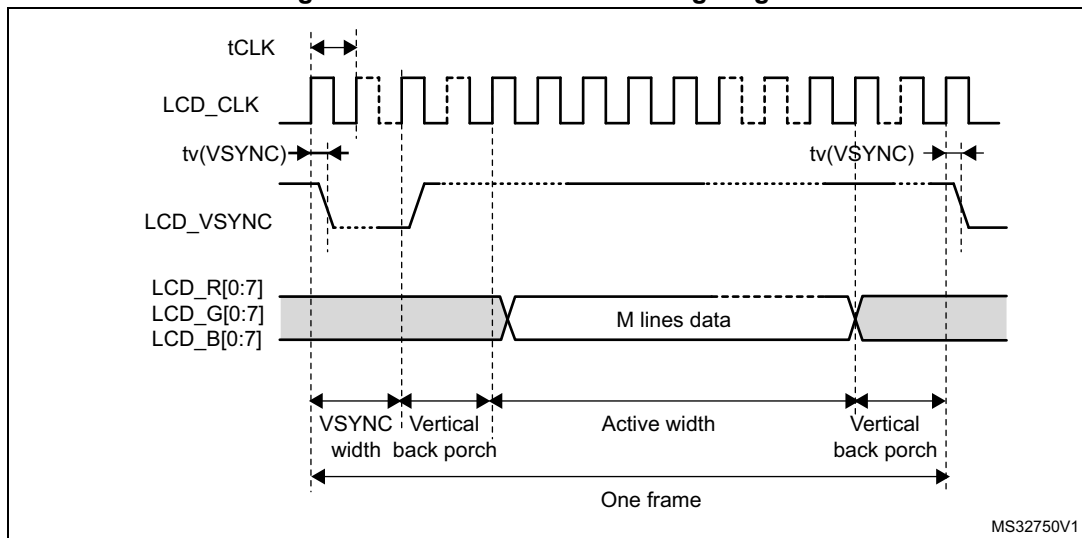 tCLK
LCD_CLK
tv(VSYNC)
tv(VSYNC)
LCD_VSYNC
LCD_R[0:7]
LCD_G[0:7]
LCD_B[0:7]
M lines data
VSYNC width
Vertical back porch
Active width
Vertical back porch
One frame
MS32750V1